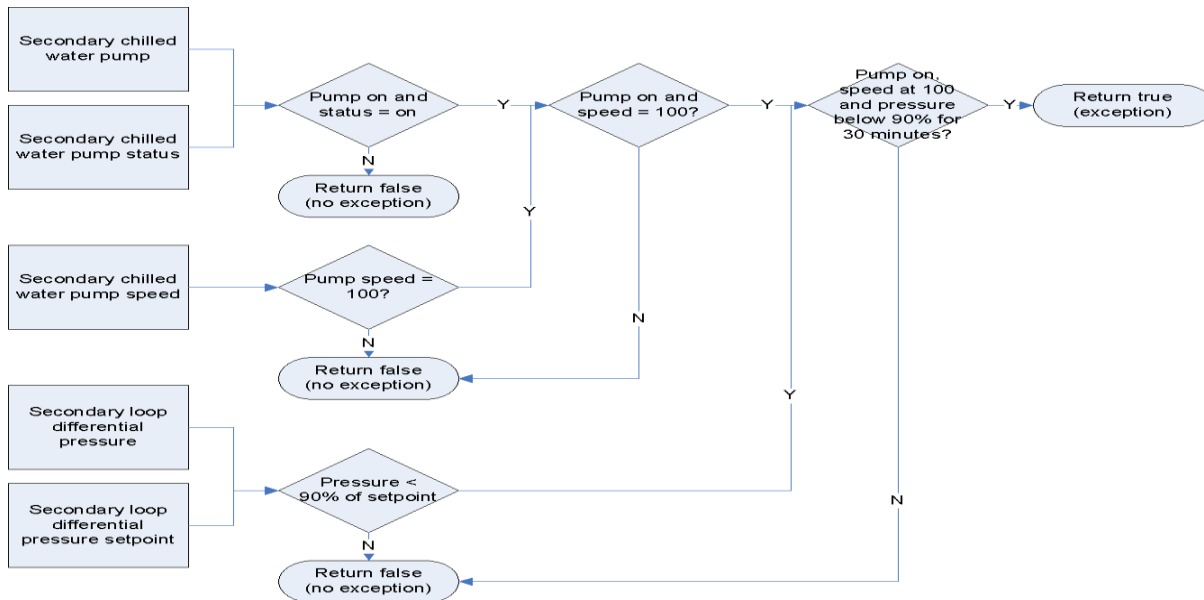 Secondary chilled
water pump
Secondary chilled
water pump status
Pump on and
status = on
Y
Pump on and
speed = 100?
Y
Pump on,
speed at 100
and pressure
below 90% for
30 minutes?
Y
Return true
(exception)
N
Return false
(no exception)
Y
Secondary chilled
water pump speed
Pump speed =
100?
N
N
Return false
(no exception)
Secondary loop
differential
pressure
Y
Secondary loop
differential
pressure setpoint
Pressure <
90% of setpoint
N
N
Return false
(no exception)